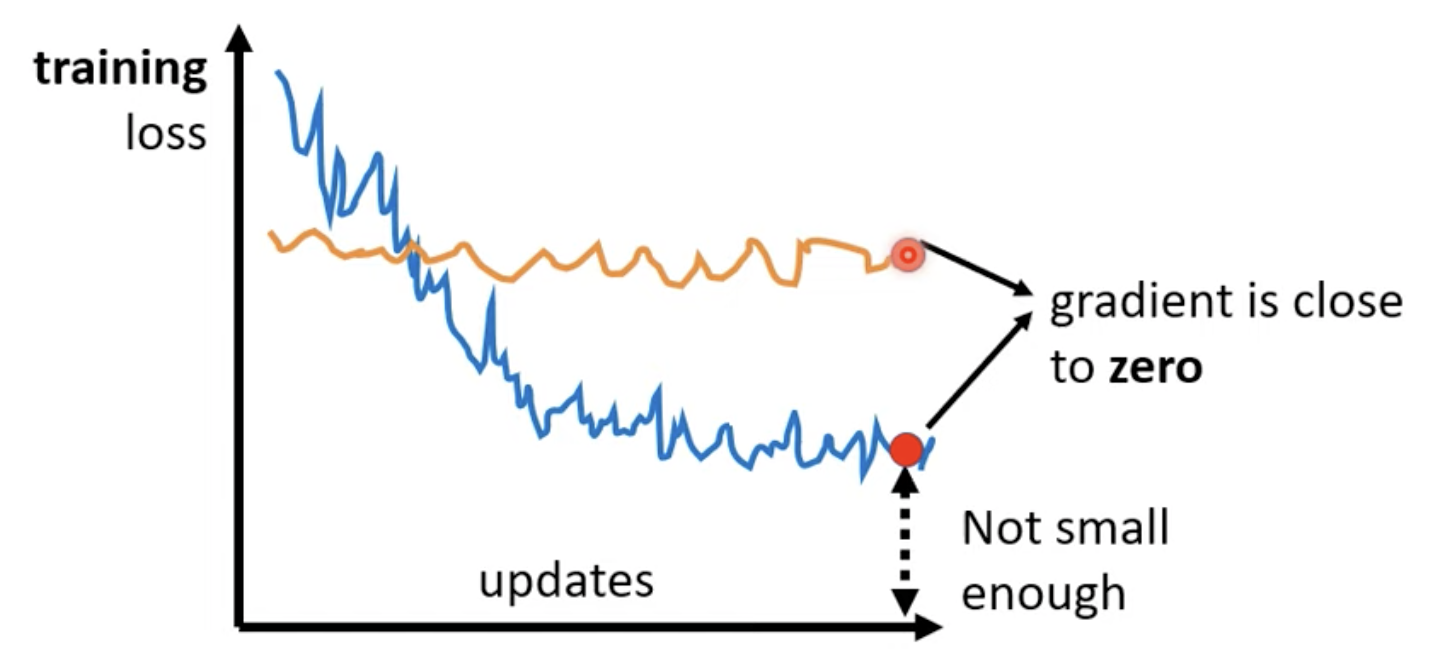 training
loss
gradient is close
to zero
Not small
enough
updates